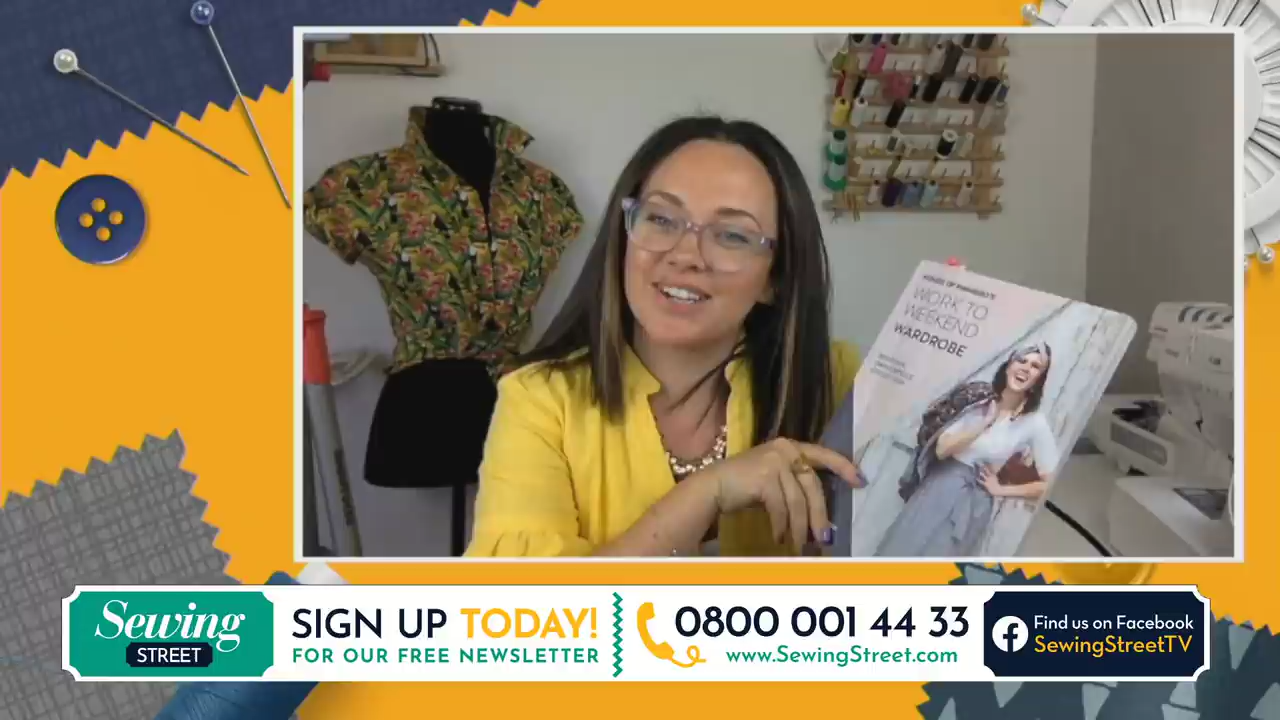 WORK TO
WEEKEND
WARDROBE
Sewing
STREET
SIGN UP TODAY!
FOR OUR FREE NEWSLETTER
0800 001 44 33
www.SewingStreet.com
Find us on Facebook
SewingStreetTV